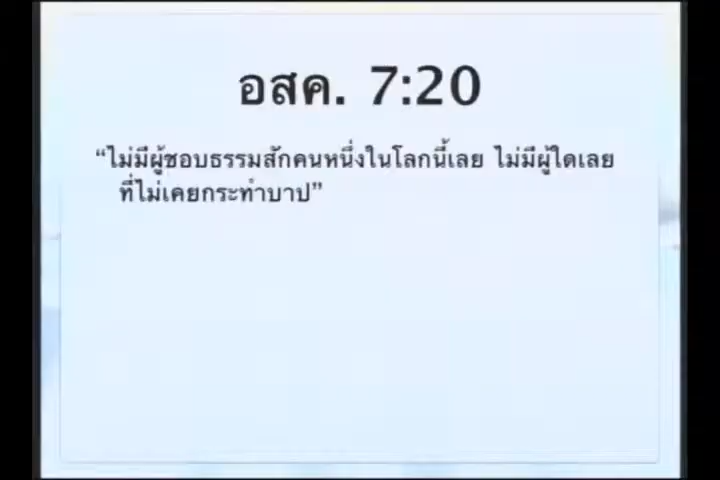 อสค. 7:20
“ไม่มีผู้ชอบธรรมสักคนหนึ่งในโลกนี้เลย ไม่มีผู้ใดเลย
ที่ไม่เคยกระทำบาป”